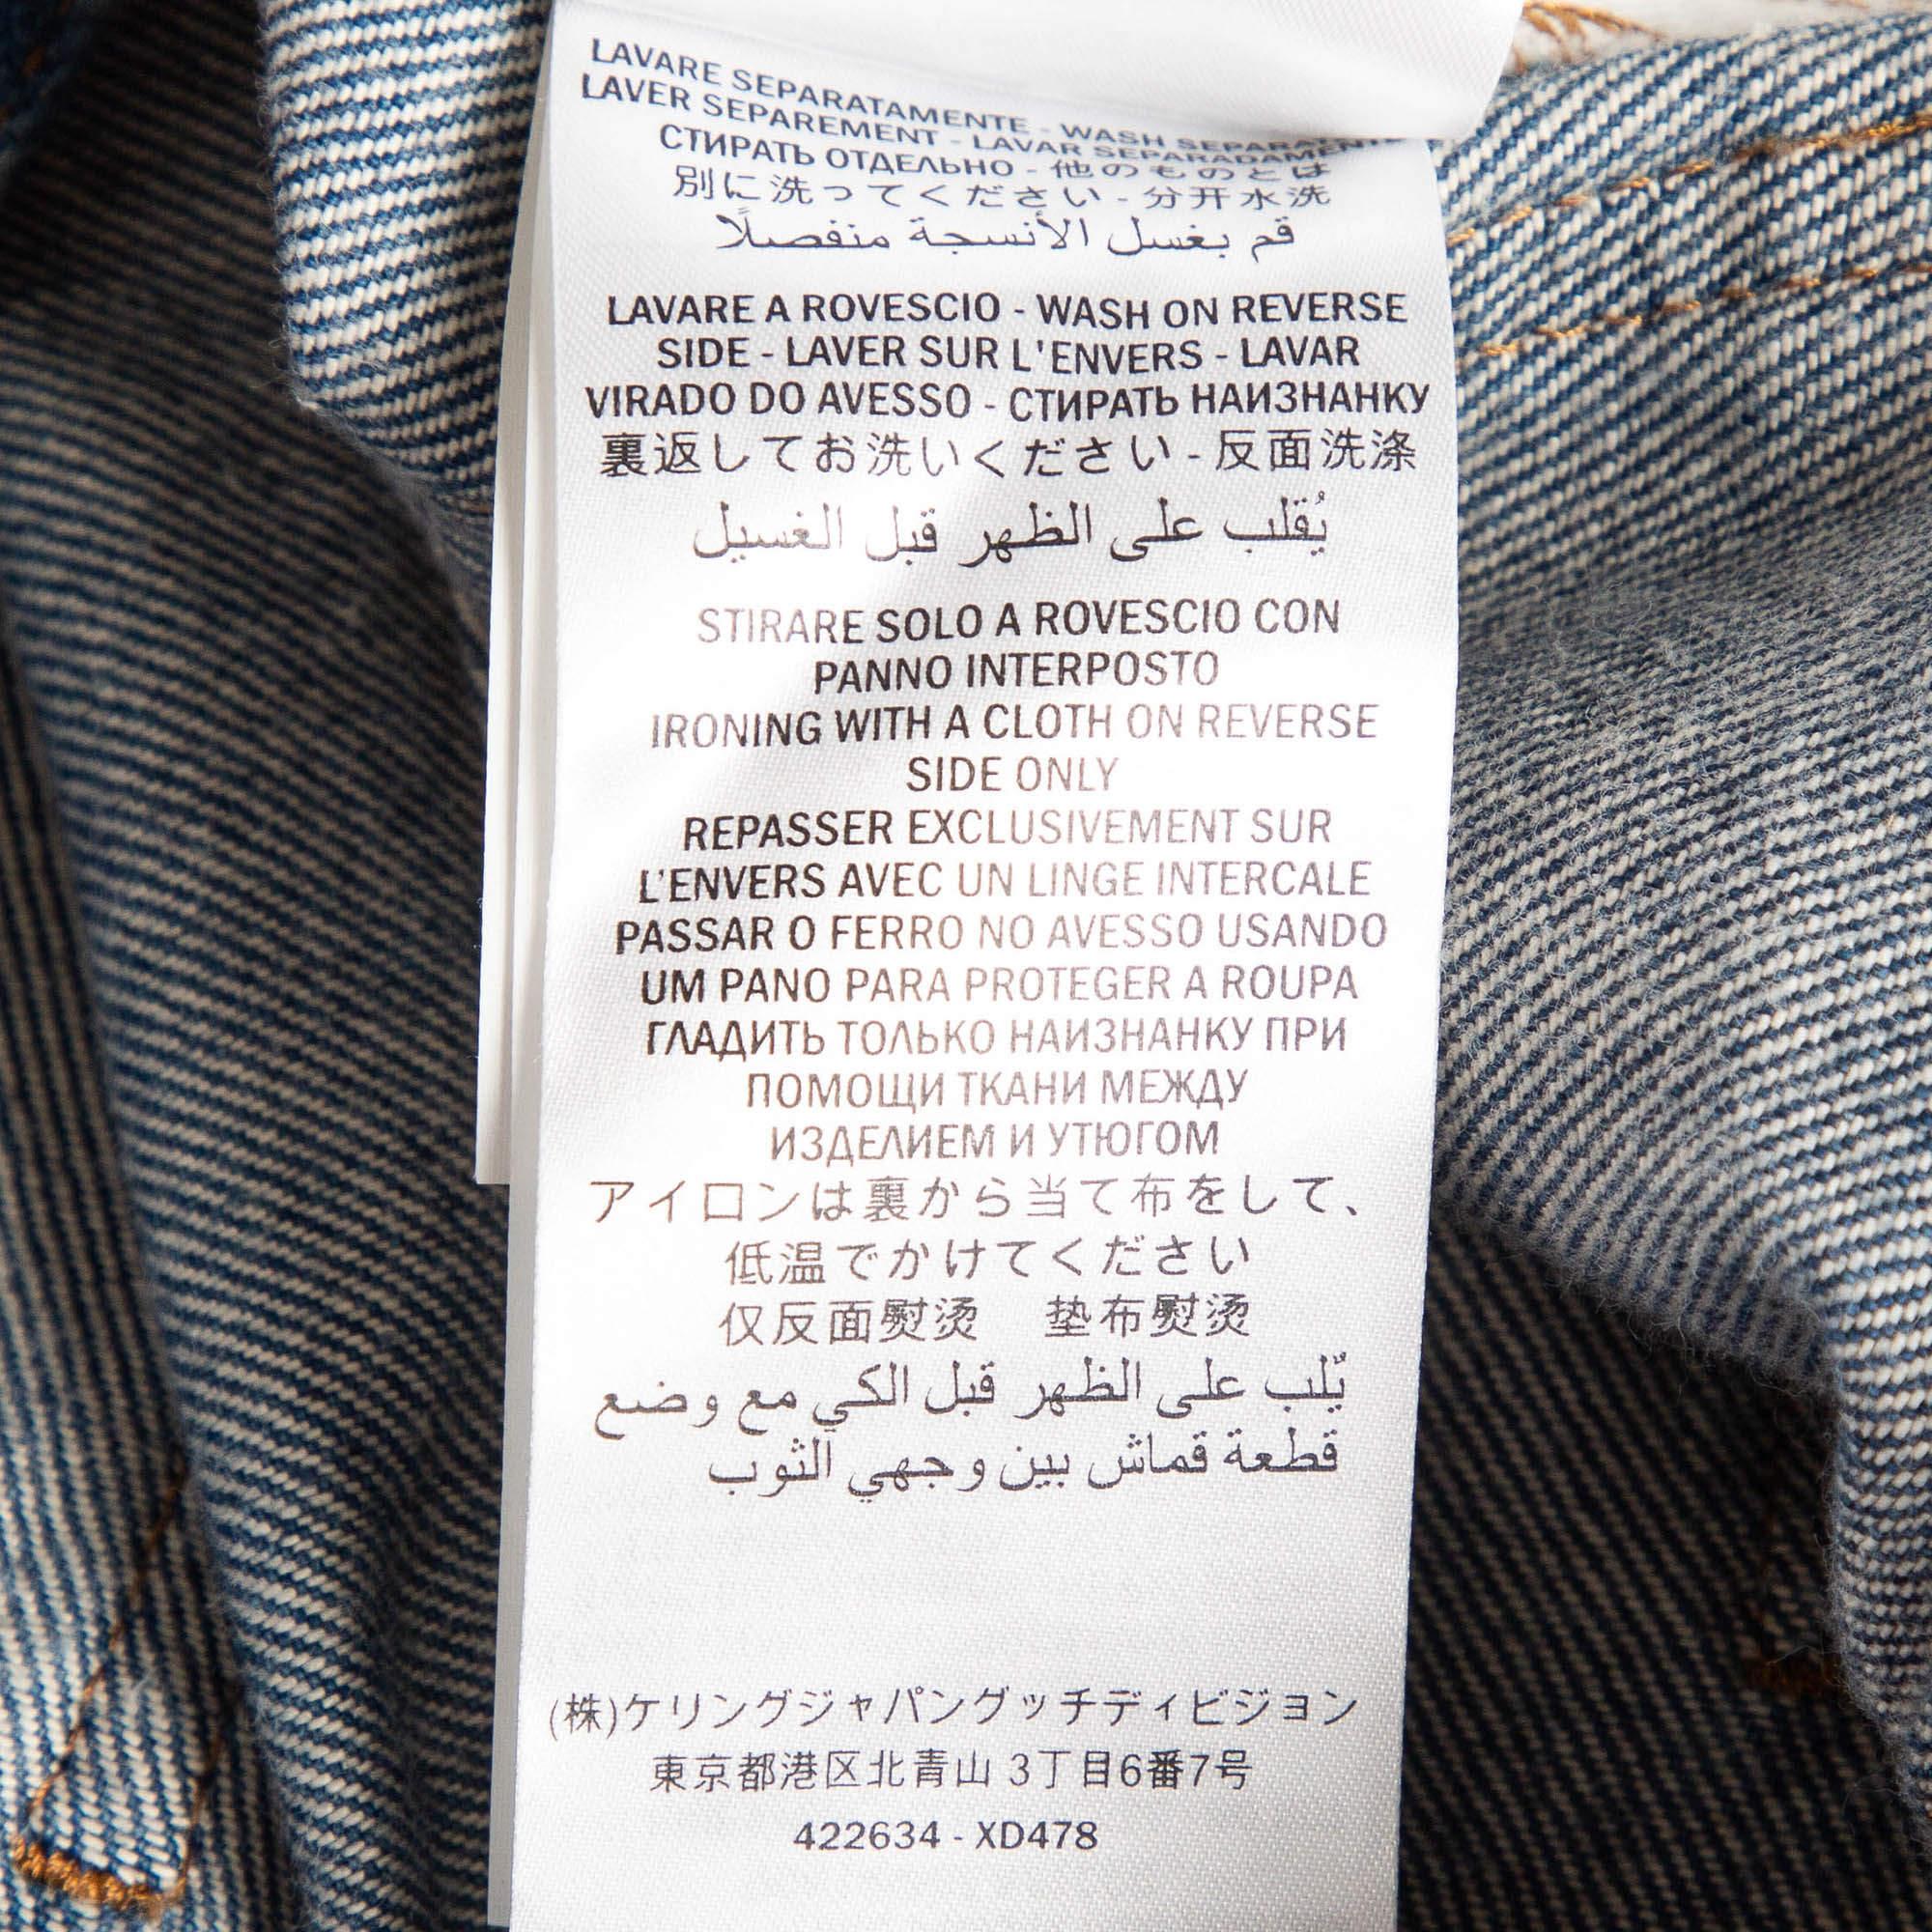 LAVARE SEPARATAMENTE - WASH SEPARATE
LAVER SEPAREMENT - LAVAR SEPARADAMENTE
СТИРАТЬ ОТДЕЛЬНО - 他のものとは
別に洗ってください - 分开水洗
قم بغسل الأنسجة منفصلاً
LAVARE A ROVESCIO - WASH ON REVERSE
SIDE - LAVER SUR L'ENVERS - LAVAR
VIRADO DO AVESSO - СТИРАТЬ НАИЗНАНКУ
裏返してお洗いください - 反面洗涤
يُقلب على الظهر قبل الغسيل
STIRARE SOLO A ROVESCIO CON
PANNO INTERPOSTO
IRONING WITH A CLOTH ON REVERSE
SIDE ONLY
REPASSER EXCLUSIVEMENT SUR
L'ENVERS AVEC UN LINGE INTERCALE
PASSAR O FERRO NO AVESSO USANDO
UM PANO PARA PROTEGER A ROUPA
ГЛАДИТЬ ТОЛЬКО НАИЗНАНКУ ПРИ
ПОМОЩИ ТКАНИ МЕЖДУ
ИЗДЕЛИЕМ И УТЮГОМ
アイロンは裏から当て布をして、
低温でかけてください
仅反面熨烫　垫布熨烫
يٌلب على الظهر قبل الكي مع وضع
قطعة قماش بين وجهي الثوب
(株)ケリングジャパングッチディビジョン
東京都港区北青山 3丁目6番7号
422634 - XD478